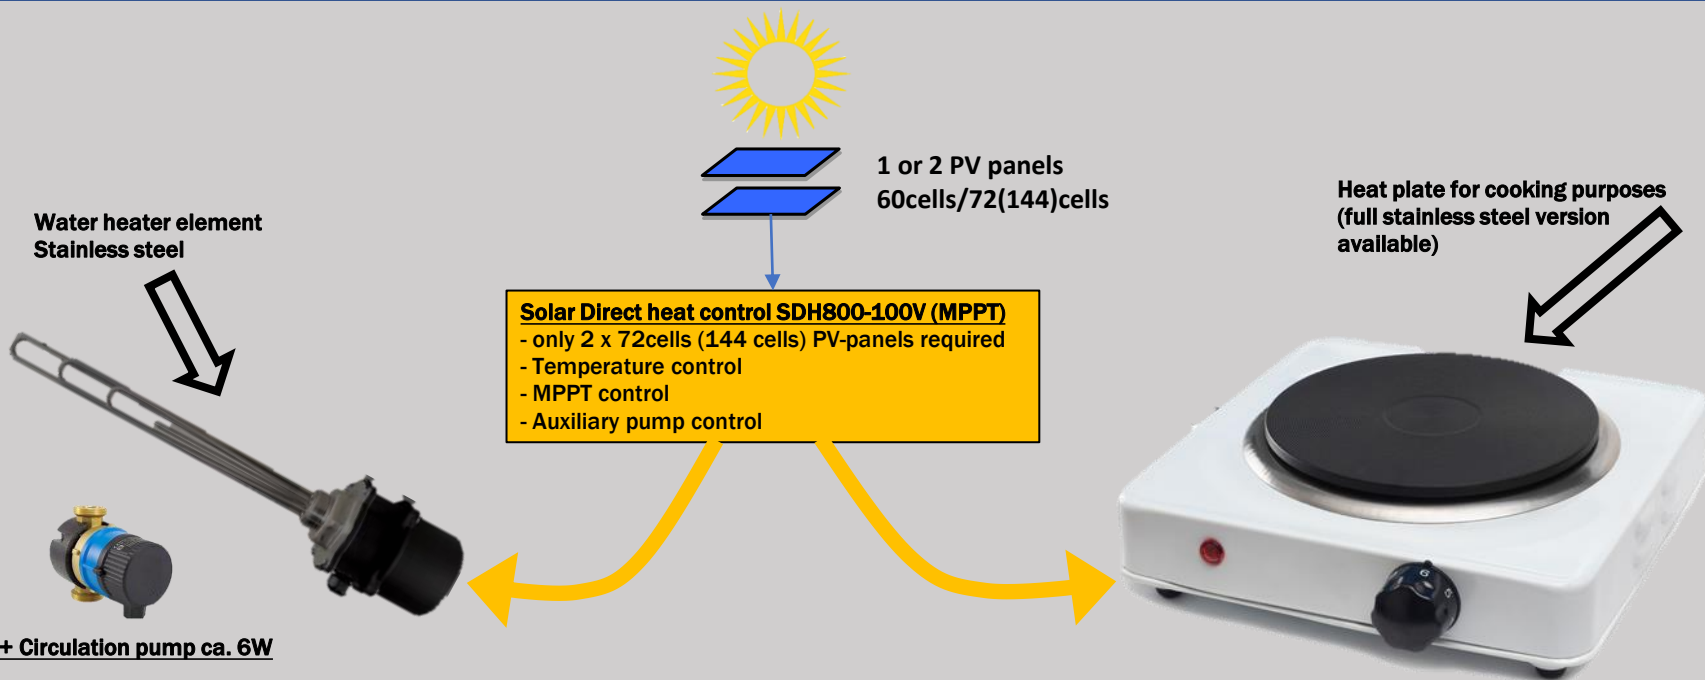 1 or 2 PV panels
60cells/72(144)cells
Water heater element
Stainless steel
Heat plate for cooking purposes
(full stainless steel version
available)
Solar Direct heat control SDH800-100V (MPPT)
- only 2 x 72cells (144 cells) PV-panels required
- Temperature control
- MPPT control
- Auxiliary pump control
+ Circulation pump ca. 6W